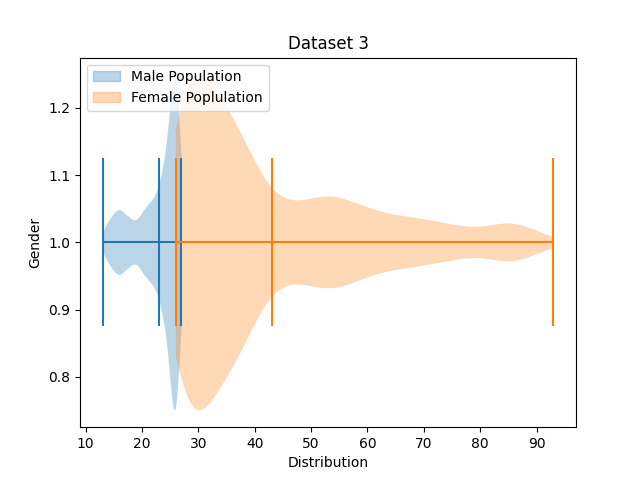 Dataset 3
Male Population
Female Poplulation
1.2
1.1
1.0
0.9
0.8
Gender
10 20 30 40 50 60 70 80 90
Distribution